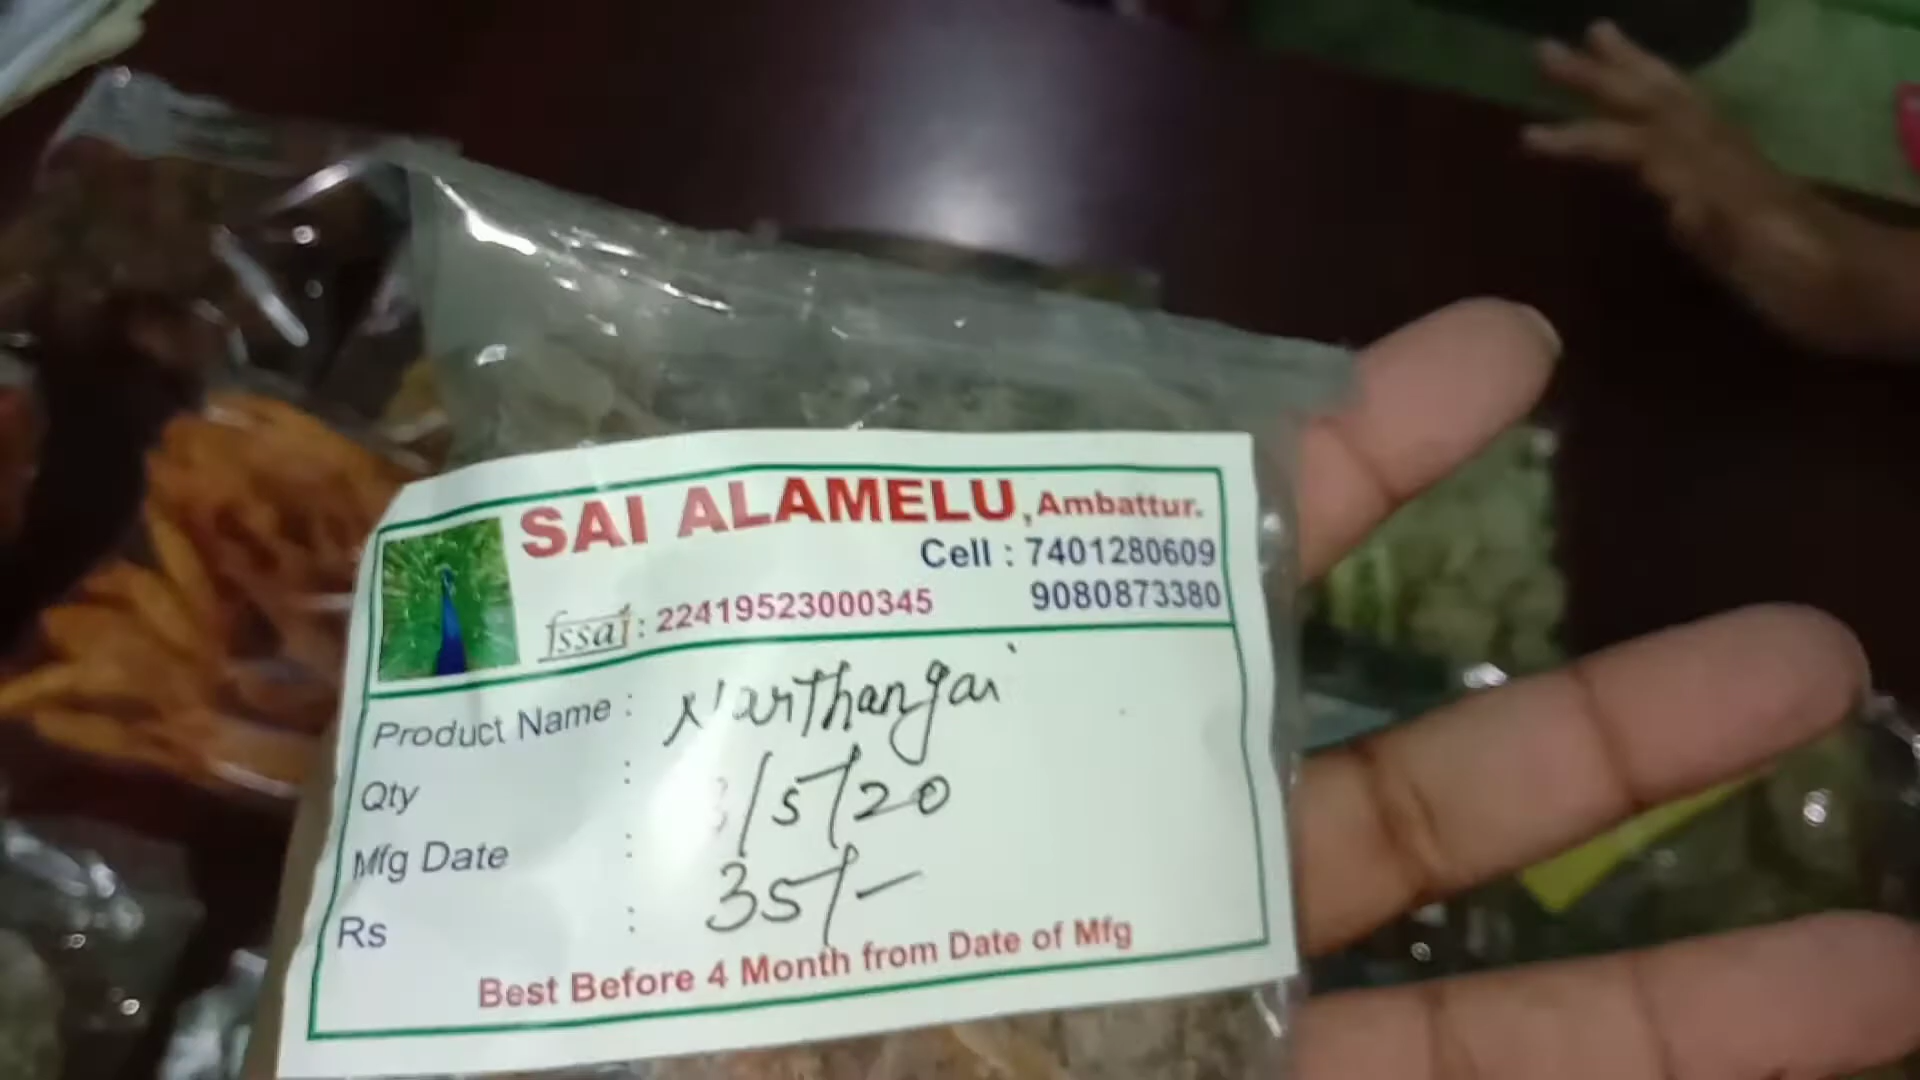 SAI ALAMELU, Ambattur.
Cell : 7401280609
9080873380
fssai : 22419523000345
Product Name : Narthangai
Qty :
Mfg Date : 3/5/20
Rs : 35/-
Best Before 4 Month from Date of Mfg